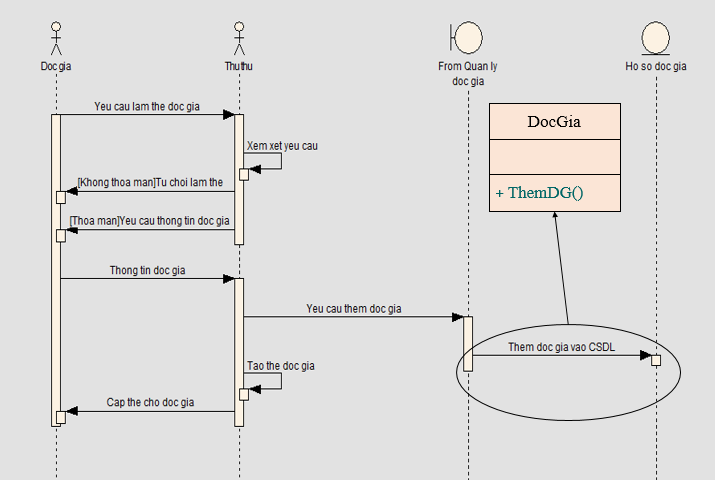 Doc gia
Thu thu
From Quan ly
doc gia
Ho so doc gia
Yeu cau lam the doc gia
DocGia
Xem xet yeu cau
[Khong thoa man]Tu choi lam the
+ ThemDG()
[Thoa man]Yeu cau thong tin doc gia
Thong tin doc gia
Yeu cau them doc gia
Them doc gia vao CSDL
Tao the doc gia
Cap the cho doc gia